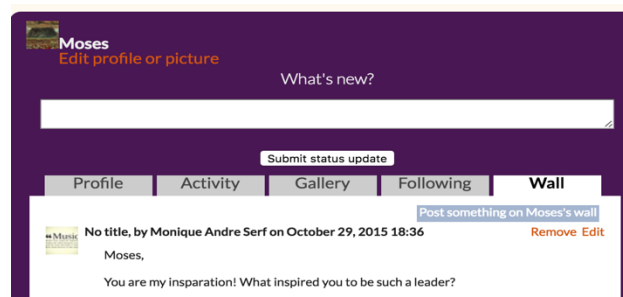 Moses
Edit profile or picture
What's new?
Submit status update
Profile Activity Gallery Following Wall
Post something on Moses's wall
No title, by Monique Andre Serf on October 29, 2015 18:36 Remove Edit
Moses,
You are my insparation! What inspired you to be such a leader?
❝Music